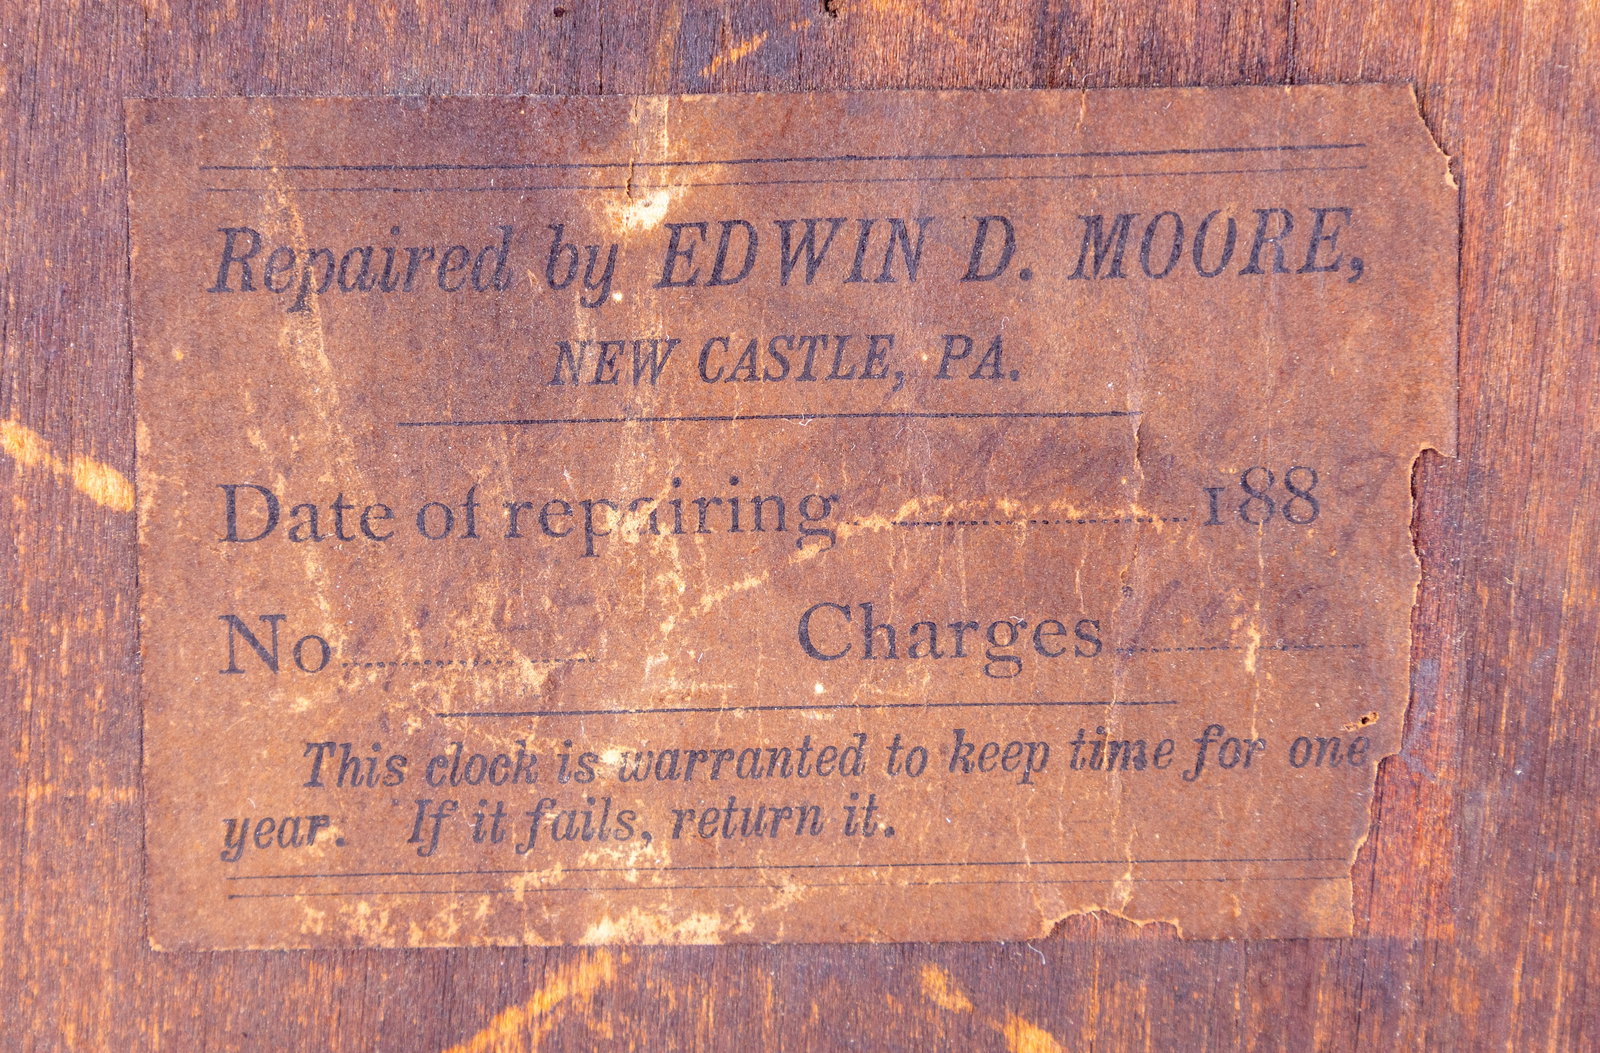 Repaired by EDWIN D. MOORE,
NEW CASTLE, PA.
Date of repairing 188
No Charges
This clock is warranted to keep time for one
year. If it fails, return it.